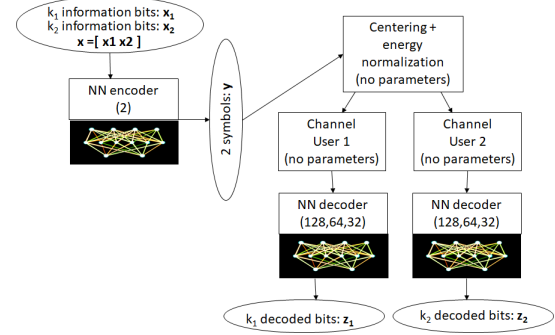 k₁ information bits: x₁
k₂ information bits: x₂
x =[ x1 x2 ]
NN encoder
(2)
2 symbols: y
Centering +
energy
normalization
(no parameters)
Channel
User 1
(no parameters)
Channel
User 2
(no parameters)
NN decoder
(128,64,32)
NN decoder
(128,64,32)
k₁ decoded bits: z₁
k₂ decoded bits: z₂